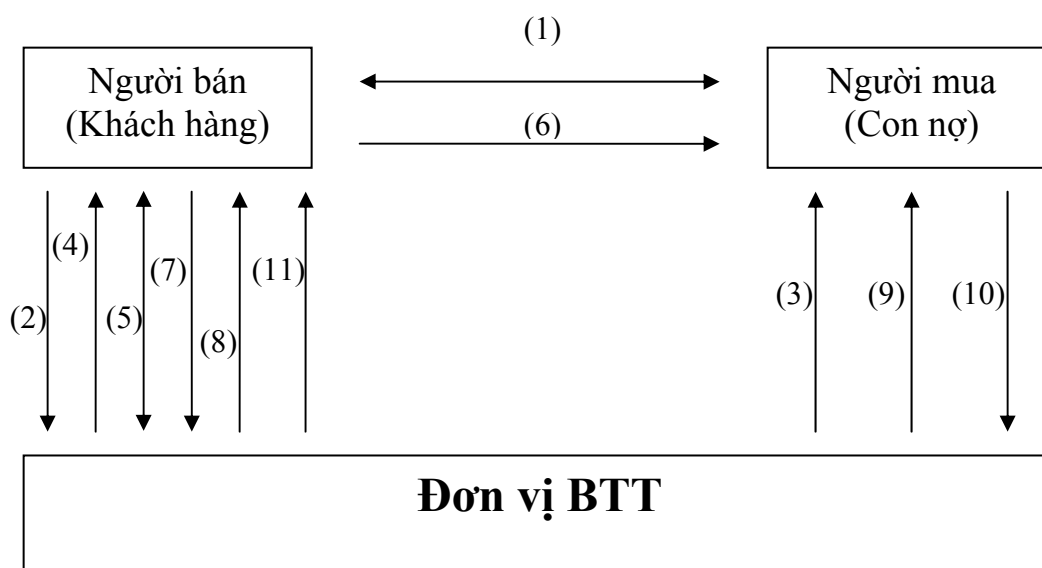 (1)
Người bán
(Khách hàng)
Người mua
(Con nợ)
(6)
(4)
(7)
(11)
(2)
(5)
(8)
(3)
(9)
(10)
Đơn vị BTT